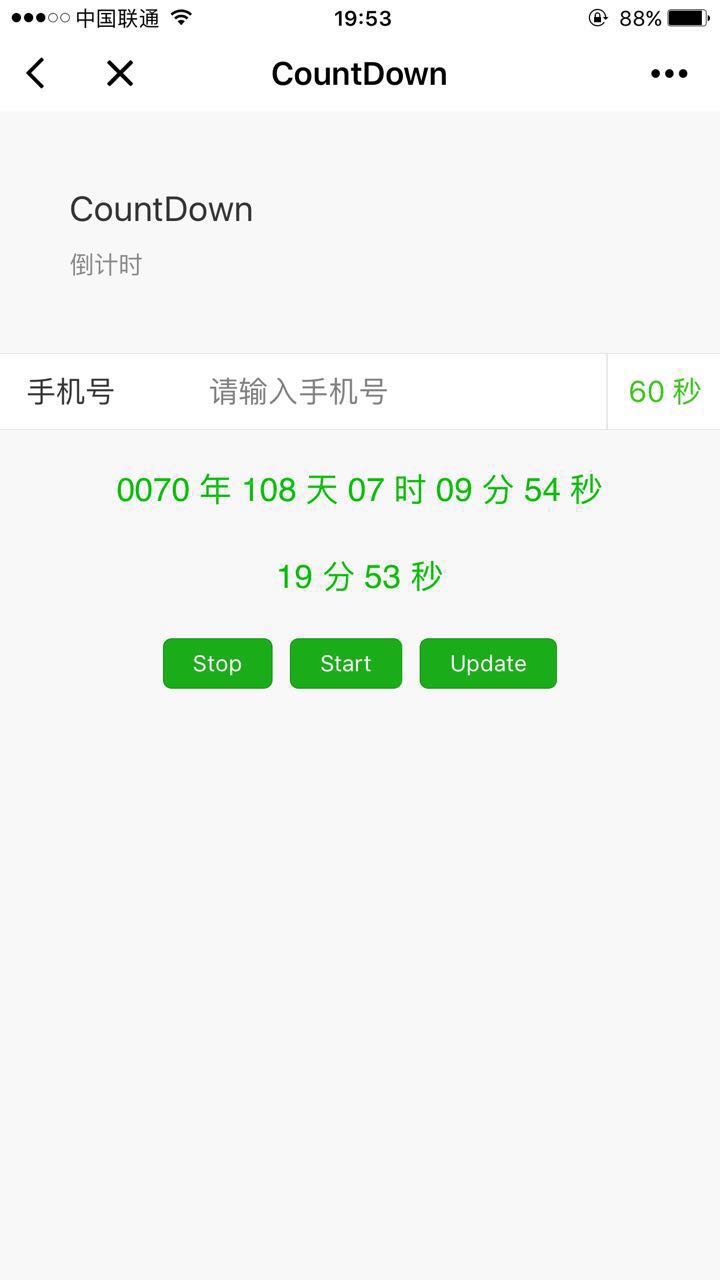 中国联通 19:53 88%
CountDown
CountDown
倒计时
手机号 请输入手机号 60 秒
0070 年 108 天 07 时 09 分 54 秒
19 分 53 秒
Stop Start Update